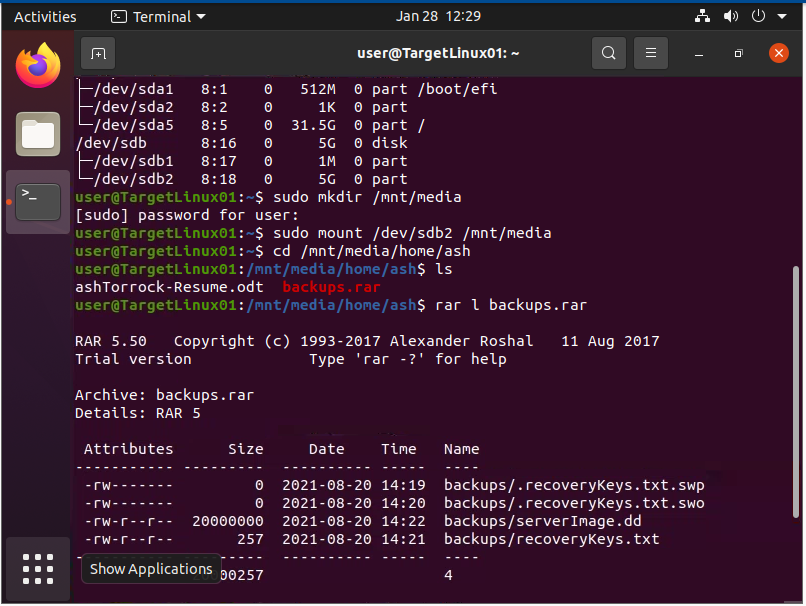 Activities Terminal Jan 28 12:29
user@TargetLinux01: ~
├─/dev/sda1 8:1 0 512M 0 part /boot/efi
├─/dev/sda2 8:2 0 1K 0 part
└─/dev/sda5 8:5 0 31.5G 0 part /
/dev/sdb 8:16 0 5G 0 disk
├─/dev/sdb1 8:17 0 1M 0 part
└─/dev/sdb2 8:18 0 5G 0 part
user@TargetLinux01:~$ sudo mkdir /mnt/media
[sudo] password for user:
user@TargetLinux01:~$ sudo mount /dev/sdb2 /mnt/media
user@TargetLinux01:~$ cd /mnt/media/home/ash
user@TargetLinux01:/mnt/media/home/ash$ ls
ashTorrock-Resume.odt backups.rar
user@TargetLinux01:/mnt/media/home/ash$ rar l backups.rar
RAR 5.50 Copyright (c) 1993-2017 Alexander Roshal 11 Aug 2017
Trial version Type 'rar -?' for help
Archive: backups.rar
Details: RAR 5
Attributes Size Date Time Name
----------- --------- ---------- ----- ----
-rw------- 0 2021-08-20 14:19 backups/.recoveryKeys.txt.swp
-rw------- 0 2021-08-20 14:20 backups/.recoveryKeys.txt.swo
-rw-r--r-- 20000000 2021-08-20 14:22 backups/serverImage.dd
-rw-r--r-- 257 2021-08-20 14:21 backups/recoveryKeys.txt
----------- --------- ---------- ----- ----
Show Applications
4